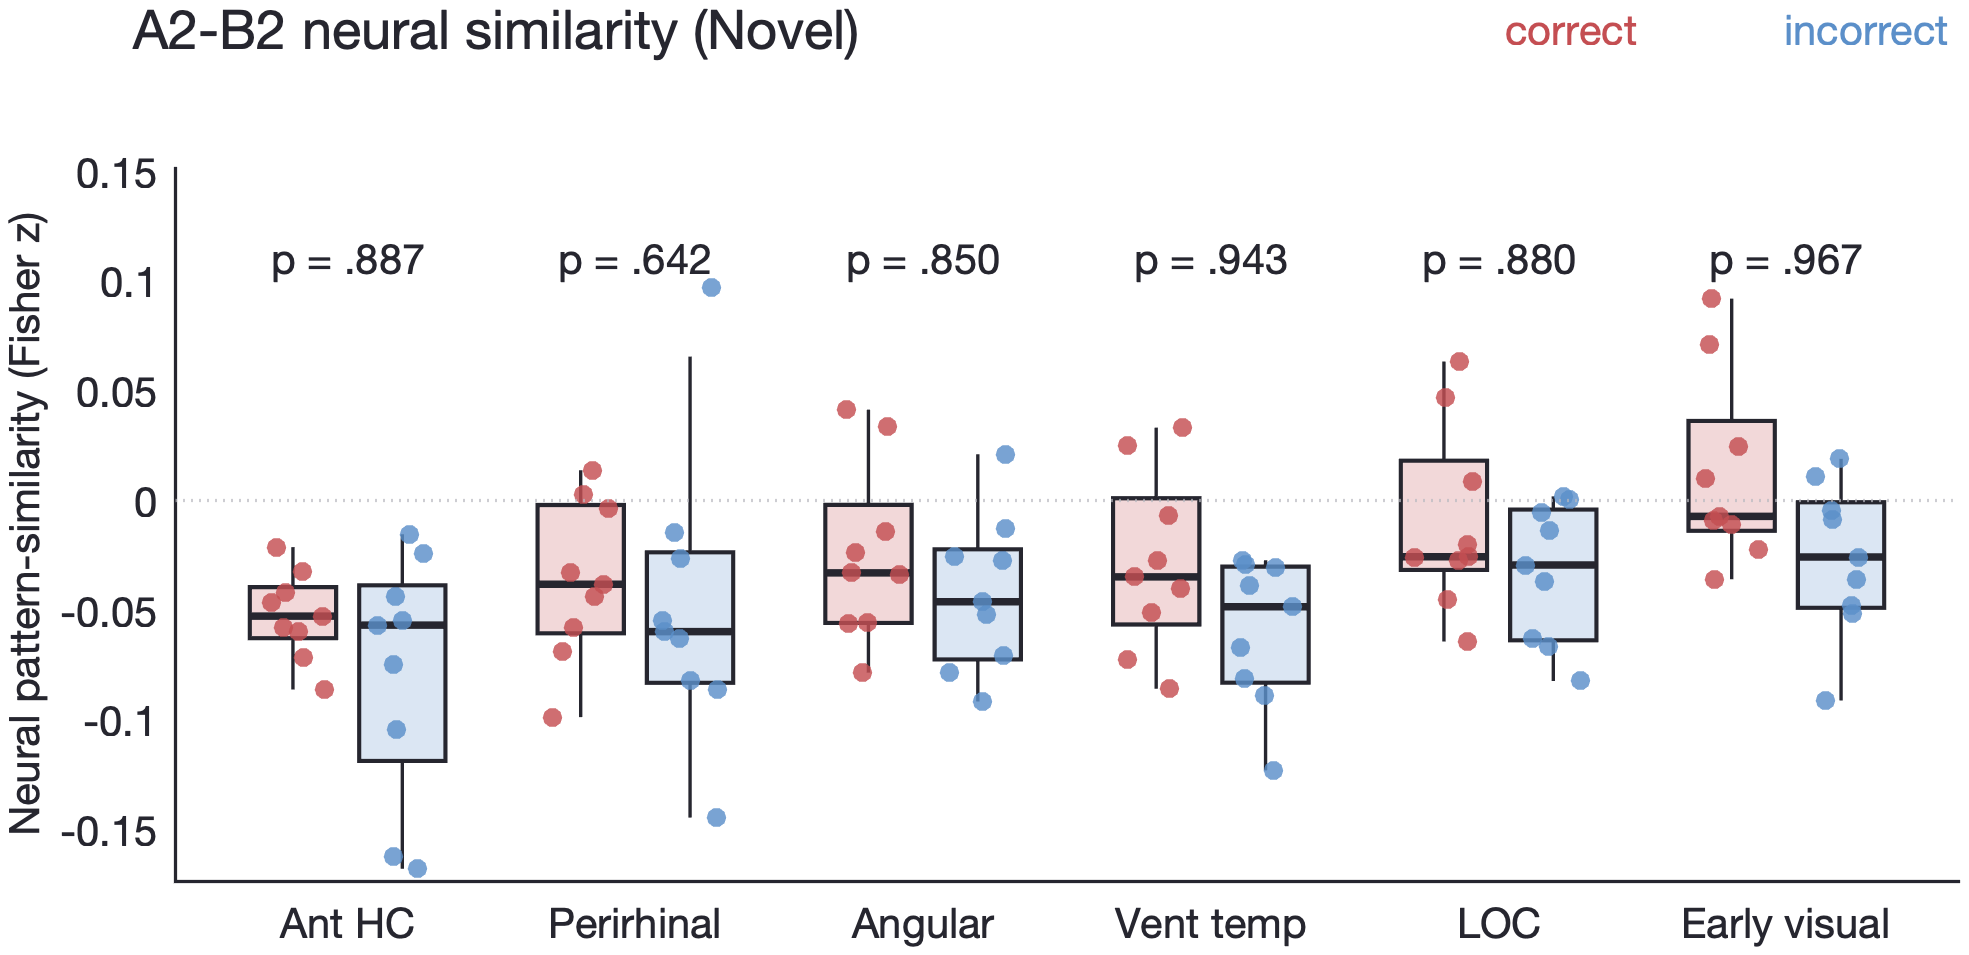 A2-B2 neural similarity (Novel)
correct
incorrect
Neural pattern-similarity (Fisher z)
0.15
0.1
0.05
0
-0.05
-0.1
-0.15
p = .887
p = .642
p = .850
p = .943
p = .880
p = .967
Ant HC
Perirhinal
Angular
Vent temp
LOC
Early visual